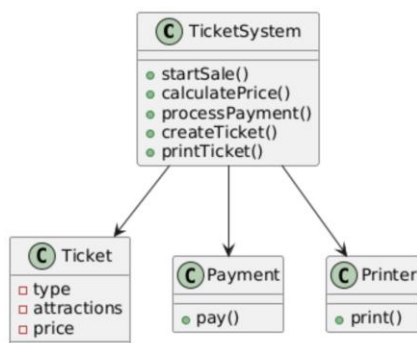 C TicketSystem
startSale()
calculatePrice()
processPayment()
createTicket()
printTicket()
C Ticket
type
attractions
price
C Payment
pay()
C Printer
print()